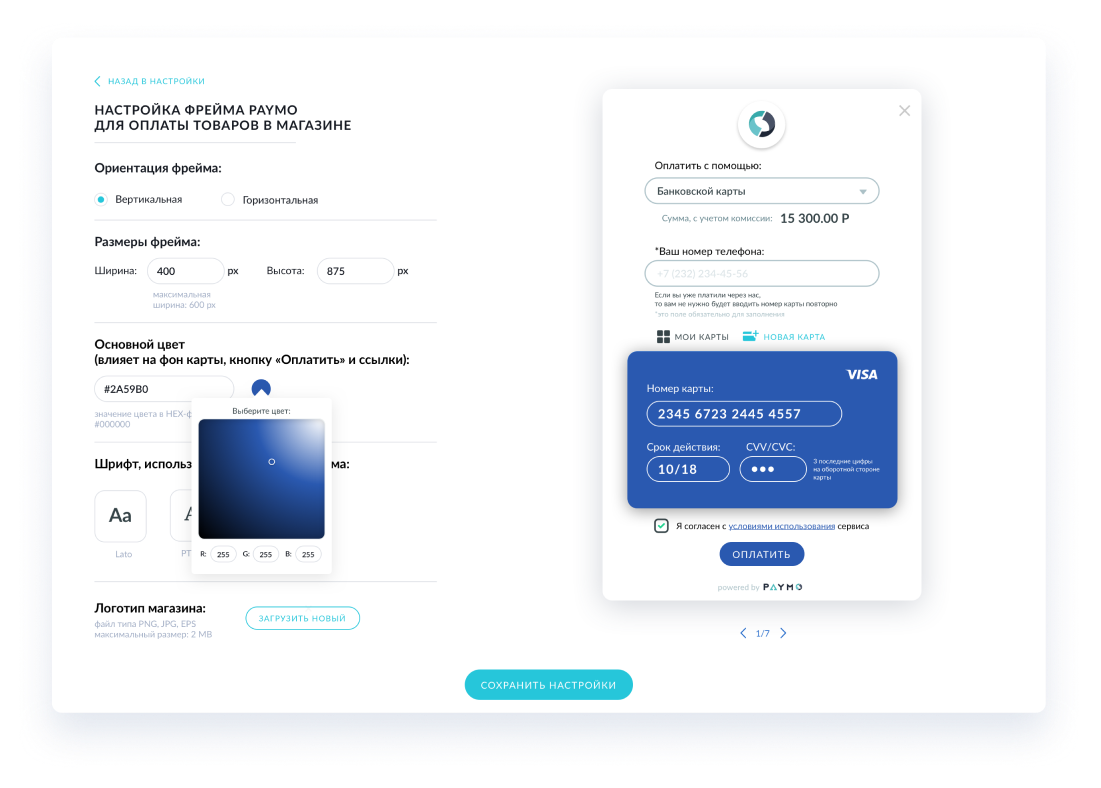 НАЗАД В НАСТРОЙКИ
НАСТРОЙКА ФРЕЙМА PAYMO
ДЛЯ ОПЛАТЫ ТОВАРОВ В МАГАЗИНЕ
Ориентация фрейма:
Вертикальная
Горизонтальная
Размеры фрейма:
Ширина: 400 px Высота: 875 px
максимальная
ширина: 600 px
Основной цвет
(влияет на фон карты, кнопку «Оплатить» и ссылки):
#2A59B0
значение цвета в HEX-ф
#000000
Выберите цвет:
R: 255 G: 255 B: 255
Шрифт, использ ма:
Aa
Lato
PT
Логотип магазина:
файл типа PNG, JPG, EPS
максимальный размер: 2 MB
ЗАГРУЗИТЬ НОВЫЙ
Оплатить с помощью:
Банковской карты
Сумма, с учетом комиссии: 15 300.00 Р
*Ваш номер телефона:
+7 (232) 234-45-56
Если вы уже платили через нас,
то вам не нужно будет вводить номер карты повторно
*это поле обязательно для заполнения
МОИ КАРТЫ
НОВАЯ КАРТА
VISA
Номер карты:
2345 6723 2445 4557
Срок действия: CVV/CVC:
10/18 ●●●
3 последние цифры
на оборотной стороне
карты
Я согласен с условиями использования сервиса
ОПЛАТИТЬ
powered by PAYMO
1/7
СОХРАНИТЬ НАСТРОЙКИ